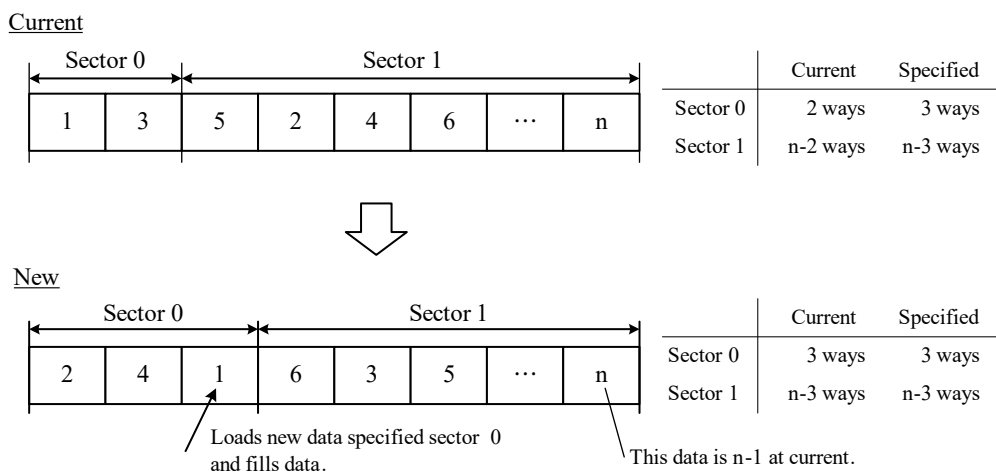 Current
Sector 0 Sector 1
1 3 5 2 4 6 ... n
Current Specified
Sector 0 2 ways 3 ways
Sector 1 n-2 ways n-3 ways
New
Sector 0 Sector 1
2 4 1 6 3 5 ... n
Current Specified
Sector 0 3 ways 3 ways
Sector 1 n-3 ways n-3 ways
Loads new data specified sector 0
and fills data.
This data is n-1 at current.